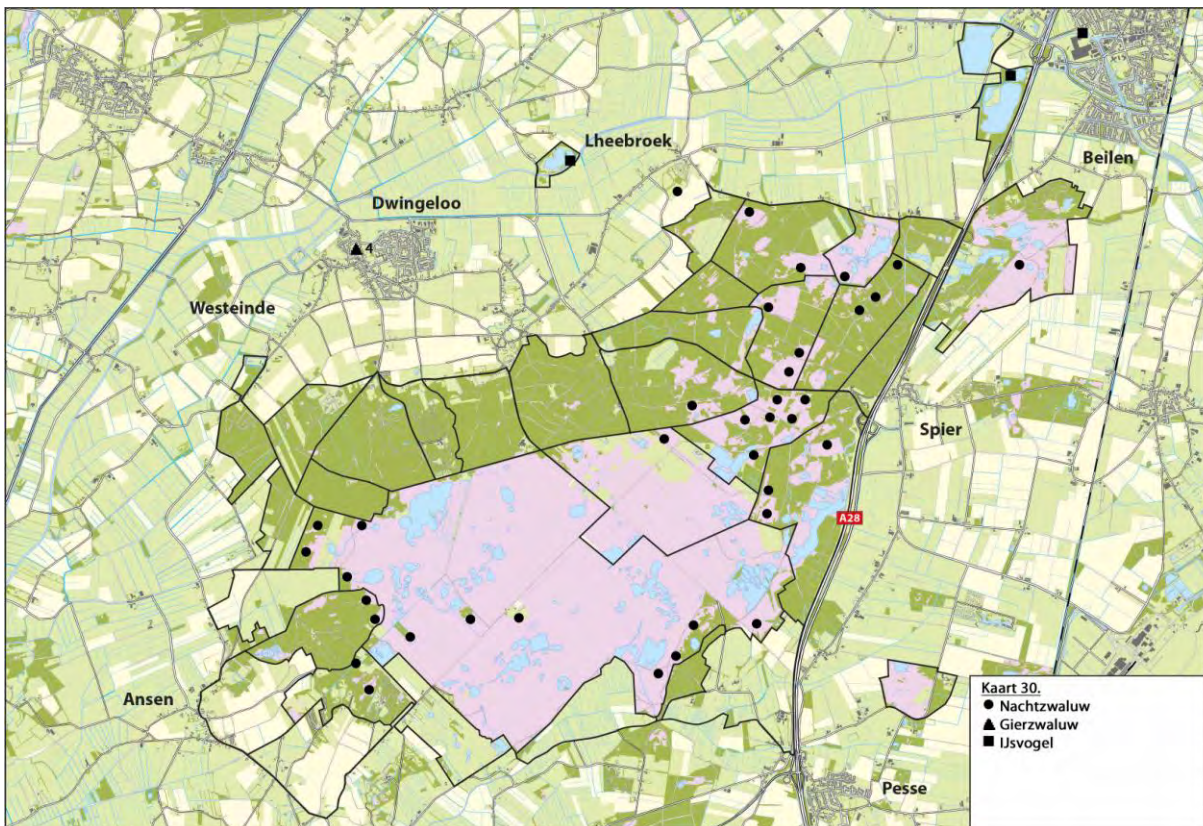 Lheebroek
Beilen
Dwingeloo
4
Westeinde
Spier
A28
Ansen
Pesse
Kaart 30.
Nachtzwaluw
Gierzwaluw
IJsvogel